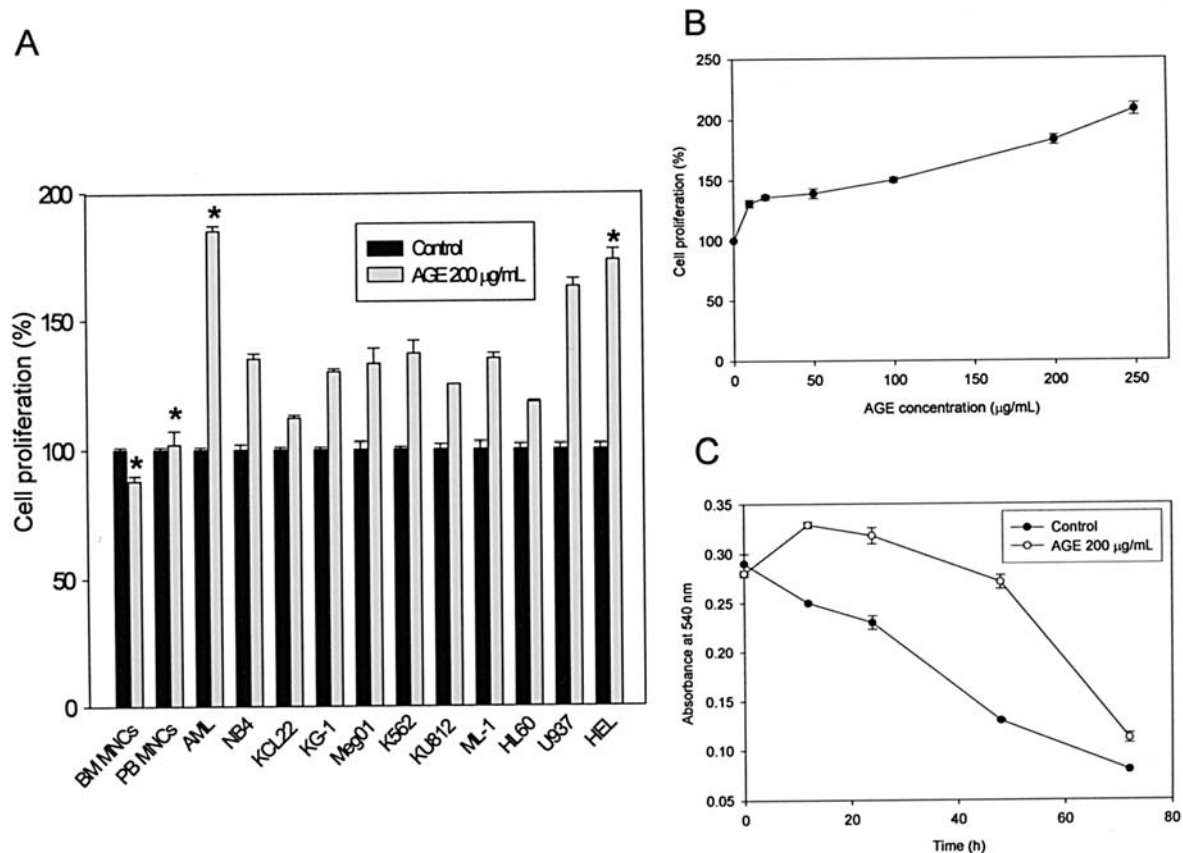 A
Cell proliferation (%)
200
150
100
50
0
Control
AGE 200 µg/mL
*
*
*
*
BM MNCs
PB MNCs
AML
NB4
KCL22
KG-1
Meg01
K562
KU812
ML-1
HL60
U937
HEL
B
Cell proliferation (%)
250
200
150
100
50
0
0 50 100 150 200 250
AGE concentration (µg/mL)
C
Absorbance at 540 nm
0.35
0.30
0.25
0.20
0.15
0.10
0.05
Control
AGE 200 µg/mL
0 20 40 60 80
Time (h)